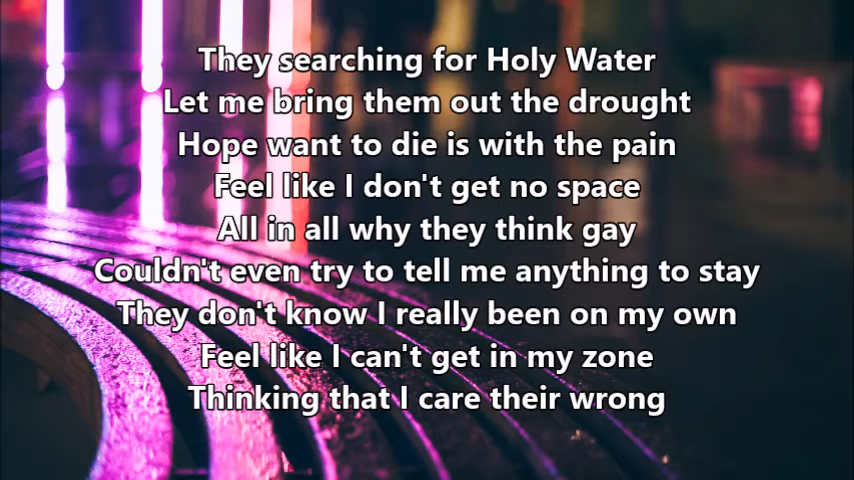 They searching for Holy Water
Let me bring them out the drought
Hope want to die is with the pain
Feel like I don't get no space
All in all why they think gay
Couldn't even try to tell me anything to stay
They don't know I really been on my own
Feel like I can't get in my zone
Thinking that I care their wrong